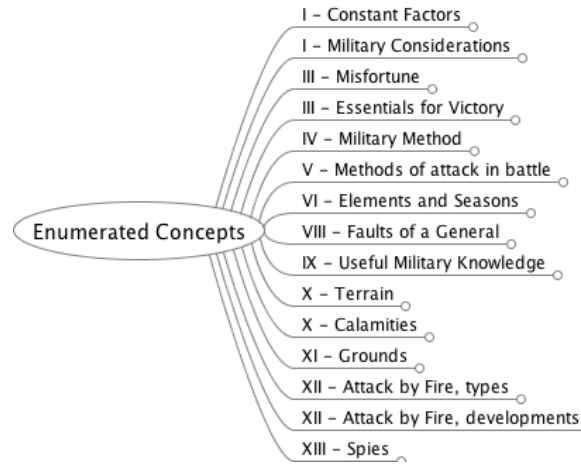 I – Constant Factors
I – Military Considerations
III – Misfortune
III – Essentials for Victory
IV – Military Method
V – Methods of attack in battle
VI – Elements and Seasons
Enumerated Concepts
VIII – Faults of a General
IX – Useful Military Knowledge
X – Terrain
X – Calamities
XI – Grounds
XII – Attack by Fire, types
XII – Attack by Fire, developments
XIII – Spies